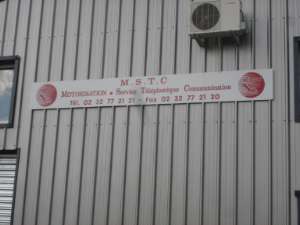 M.S.T.C
MOTORISATION • Service Téléphonique Communication
Tél. 02 32 77 21 21 - Fax 02 32 77 21 20